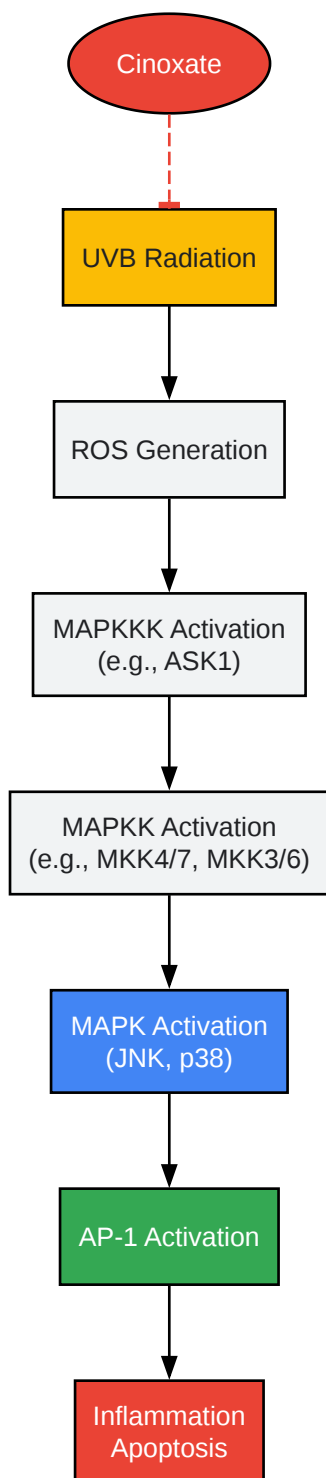 Cinoxate
UVB Radiation
ROS Generation
MAPKKK Activation
(e.g., ASK1)
MAPKK Activation
(e.g., MKK4/7, MKK3/6)
MAPK Activation
(JNK, p38)
AP-1 Activation
Inflammation
Apoptosis